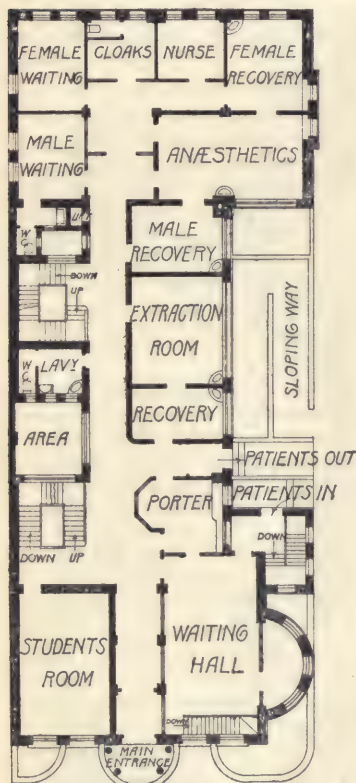 FEMALE
WAITING
CLOAKS
NURSE
FEMALE
RECOVERY
MALE
WAITING
ANÆSTHETICS
W
C
LIFT
MALE
RECOVERY
DOWN
UP
EXTRACTION
ROOM
SLOPING WAY
W
C
LAVY
RECOVERY
AREA
PATIENTS OUT
PORTER
PATIENTS IN
DOWN
DOWN
UP
STUDENTS
ROOM
WAITING
HALL
DOWN
MAIN
ENTRANCE